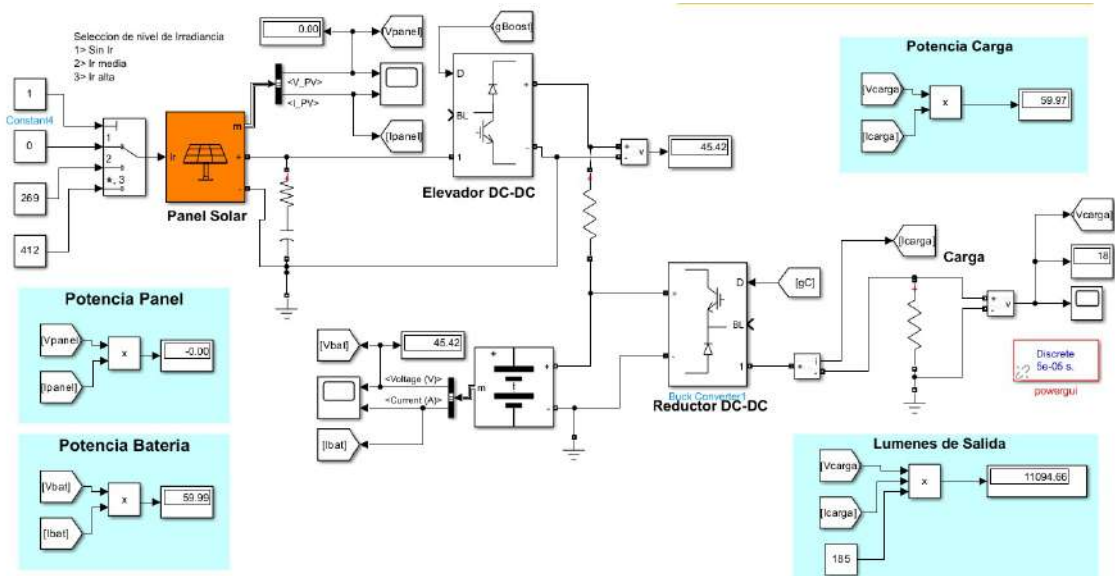 Seleccion de nivel de Irradiancia
1> Sin Ir
2> Ir media
3> Ir alta
1
Constant4
0
269
412
1
2
*, 3
Ir
m
+
-
Panel Solar
0.00
[Vpanel]
<V_PV>
<I_PV>
[Ipanel]
[gBoost]
D
BL
1
+
-
Elevador DC-DC
+
-
v
45.42
Potencia Carga
[Vcarga]
[Icarga]
x
59.97
Potencia Panel
[Vpanel]
[Ipanel]
x
-0.00
Potencia Bateria
[Vbat]
[Ibat]
x
59.99
[Vbat]
45.42
<Voltage (V)>
<Current (A)>
[Ibat]
m
+
-
+
-
D
BL
1
Buck Converter1
Reductor DC-DC
[gC]
+
-
i
[Icarga]
Carga
+
-
v
[Vcarga]
18
Discrete
5e-05 s.
powergui
Lumenes de Salida
[Vcarga]
[Icarga]
185
x
11094.66